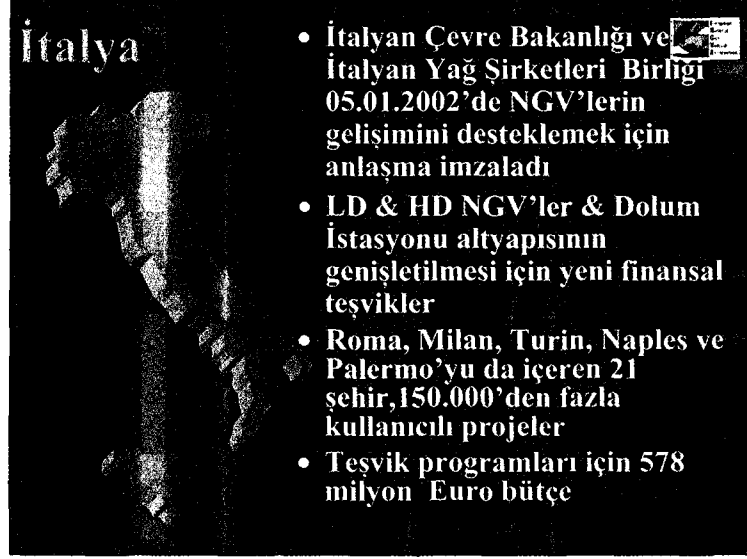 İtalya
• İtalyan Çevre Bakanlığı ve
İtalyan Yağ Şirketleri Birliği
05.01.2002’de NGV’lerin
gelişimini desteklemek için
anlaşma imzaladı
• LD & HD NGV’ler & Dolum
İstasyonu altyapısının
genişletilmesi için yeni finansal
teşvikler
• Roma, Milan, Turin, Naples ve
Palermo’yu da içeren 21
şehir,150.000’den fazla
kullanıcılı projeler
• Teşvik programları için 578
milyon Euro bütçe